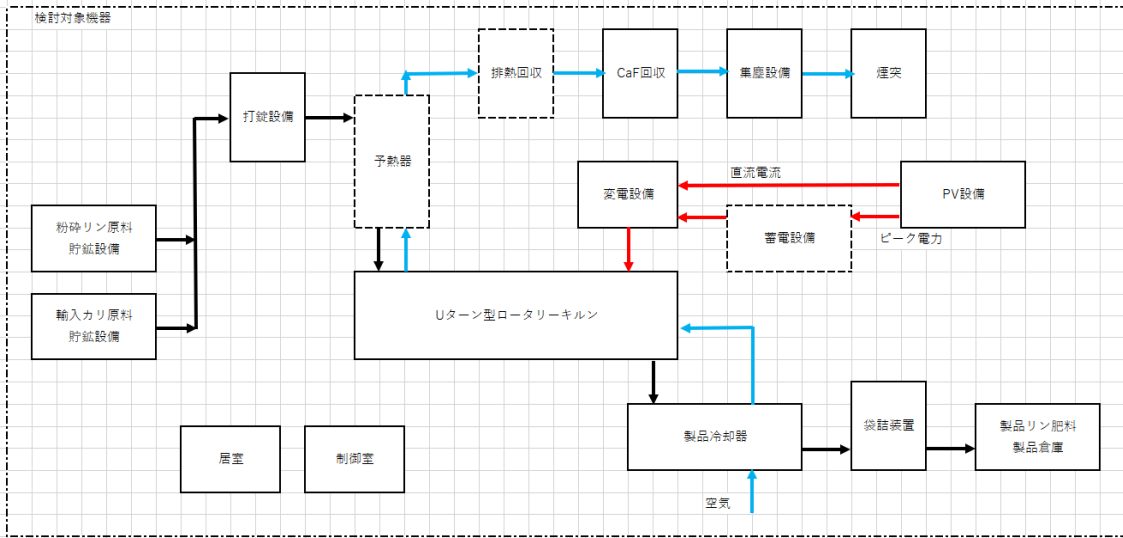 検討対象機器
排熱回収
CaF回収
集塵設備
煙突
打錠設備
予熱器
直流電流
変電設備
PV設備
粉砕リン原料
貯鉱設備
蓄電設備
ピーク電力
輸入カリ原料
貯鉱設備
Uターン型ロータリーキルン
袋詰装置
製品リン肥料
製品倉庫
製品冷却器
居室
制御室
空気